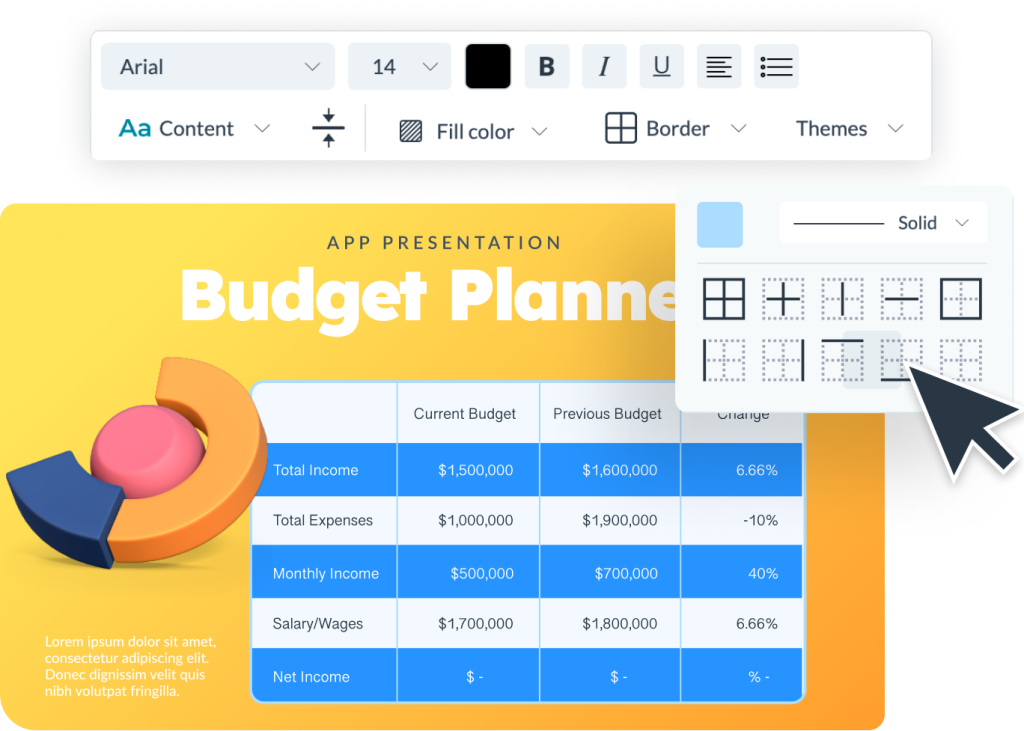 Arial
14
B I U
Aa Content
Fill color
Border
Themes
Solid
APP PRESENTATION
Budget Planne
Current Budget Previous Budget Change
Total Income $1,500,000 $1,600,000 6.66%
Total Expenses $1,000,000 $1,900,000 -10%
Monthly Income $500,000 $700,000 40%
Salary/Wages $1,700,000 $1,800,000 6.66%
Net Income $ - $ - % -
Lorem ipsum dolor sit amet,
consectetur adipiscing elit.
Donec dignissim velit quis
nibh volutpat fringilla.